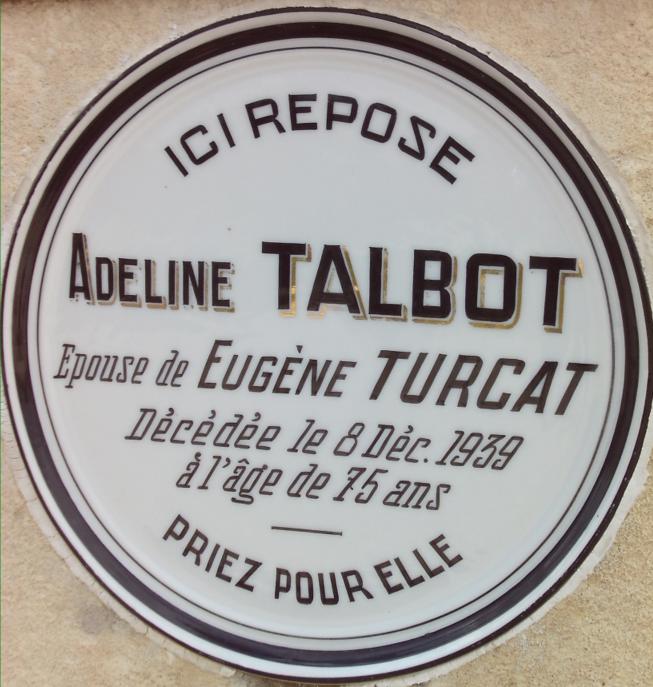 ICI REPOSE
ADELINE TALBOT
Epouse de EUGÈNE TURCAT
Décédée le 8 Déc. 1939
à l'âge de 75 ans
PRIEZ POUR ELLE